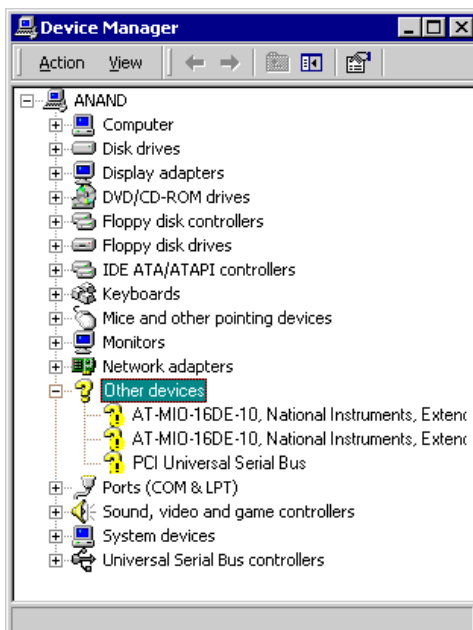 Device Manager
Action View
ANAND
Computer
Disk drives
Display adapters
DVD/CD-ROM drives
Floppy disk controllers
Floppy disk drives
IDE ATA/ATAPI controllers
Keyboards
Mice and other pointing devices
Monitors
Network adapters
Other devices
AT-MIO-16DE-10, National Instruments, Extend
AT-MIO-16DE-10, National Instruments, Extend
PCI Universal Serial Bus
Ports (COM & LPT)
Sound, video and game controllers
System devices
Universal Serial Bus controllers